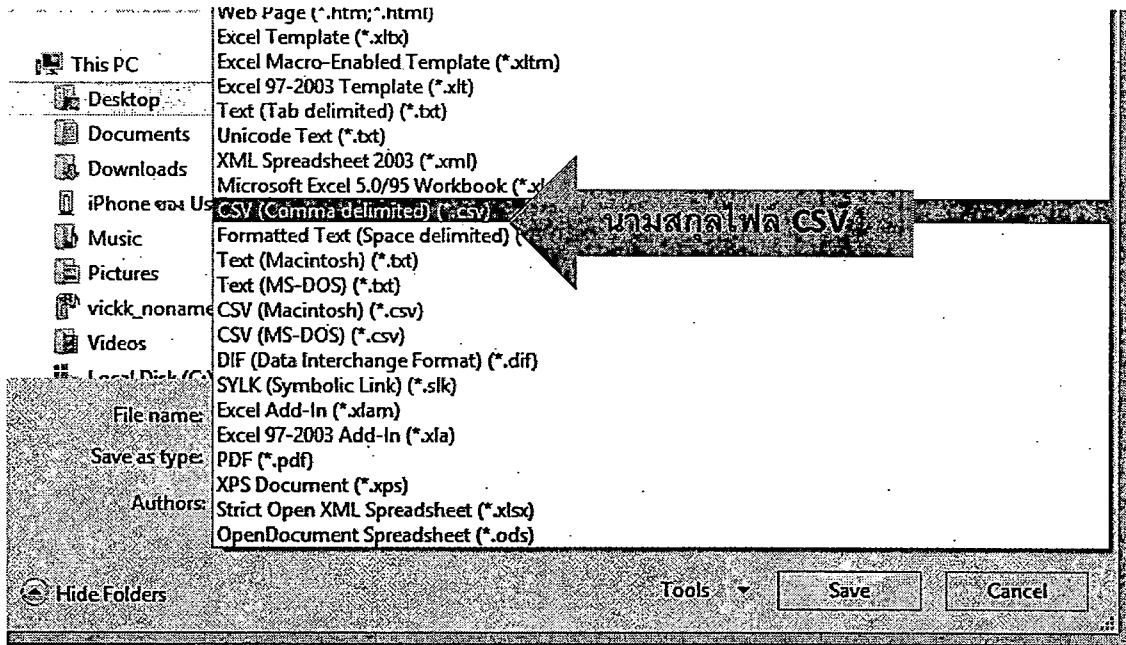 Web Page (*.htm;*.html)
Excel Template (*.xltx)
This PC
Excel Macro-Enabled Template (*.xltm)
Excel 97-2003 Template (*.xlt)
Desktop
Text (Tab delimited) (*.txt)
Documents
Unicode Text (*.txt)
Downloads
XML Spreadsheet 2003 (*.xml)
Microsoft Excel 5.0/95 Workbook (*.xl
iPhone ของ Us
CSV (Comma delimited) (*.csv)
นามสกุลไฟล์ CSV
Music
Formatted Text (Space delimited) (
Text (Macintosh) (*.txt)
Pictures
Text (MS-DOS) (*.txt)
vickk_noname
CSV (Macintosh) (*.csv)
Videos
CSV (MS-DOS) (*.csv)
DIF (Data Interchange Format) (*.dif)
Local Disk (C:)
SYLK (Symbolic Link) (*.slk)
File name:
Excel Add-In (*.xlam)
Excel 97-2003 Add-In (*.xla)
Save as type:
PDF (*.pdf)
XPS Document (*.xps)
Authors:
Strict Open XML Spreadsheet (*.xlsx)
OpenDocument Spreadsheet (*.ods)
Hide Folders
Tools
Save
Cancel